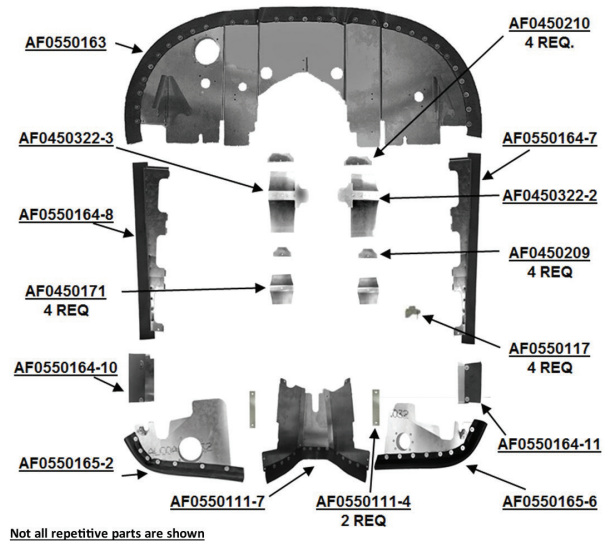 AF0550163
AF0450210
4 REQ.
AF0450322-3
AF0550164-7
AF0550164-8
AF0450322-2
AF0450209
4 REQ
AF0450171
4 REQ
AF0550117
4 REQ
AF0550164-10
AF0550164-11
AF0550165-2
AF0550111-7
AF0550111-4
2 REQ
AF0550165-6
Not all repetitive parts are shown